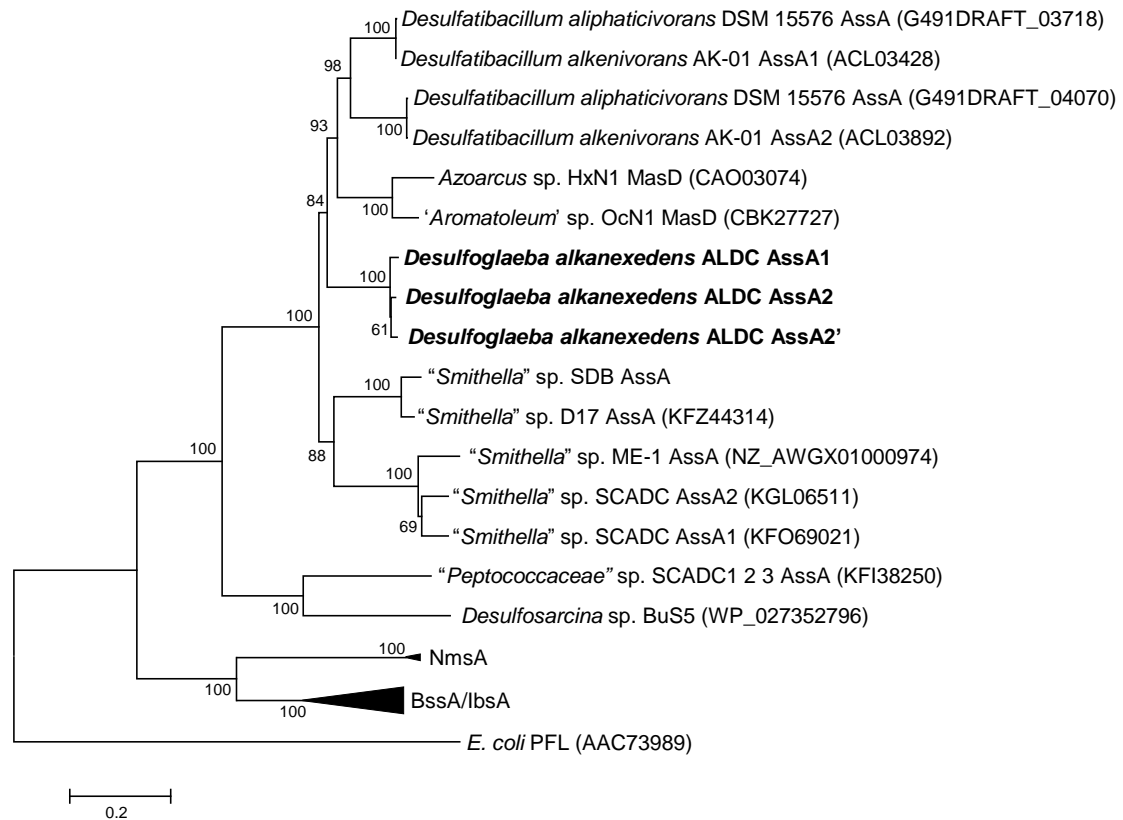 100
Desulfatibacillum aliphaticivorans DSM 15576 AssA (G491DRAFT_03718)
Desulfatibacillum alkenivorans AK-01 AssA1 (ACL03428)
98
Desulfatibacillum aliphaticivorans DSM 15576 AssA (G491DRAFT_04070)
100
Desulfatibacillum alkenivorans AK-01 AssA2 (ACL03892)
93
Azoarcus sp. HxN1 MasD (CAO03074)
100
‘Aromatoleum’ sp. OcN1 MasD (CBK27727)
84
100
Desulfoglaeba alkanexedens ALDC AssA1
Desulfoglaeba alkanexedens ALDC AssA2
61
Desulfoglaeba alkanexedens ALDC AssA2’
100
100
“Smithella” sp. SDB AssA
“Smithella” sp. D17 AssA (KFZ44314)
88
100
“Smithella” sp. ME-1 AssA (NZ_AWGX01000974)
“Smithella” sp. SCADC AssA2 (KGL06511)
69
“Smithella” sp. SCADC AssA1 (KFO69021)
100
“Peptococcaceae” sp. SCADC1 2 3 AssA (KFI38250)
100
Desulfosarcina sp. BuS5 (WP_027352796)
100
NmsA
100
100
BssA/IbsA
E. coli PFL (AAC73989)
0.2